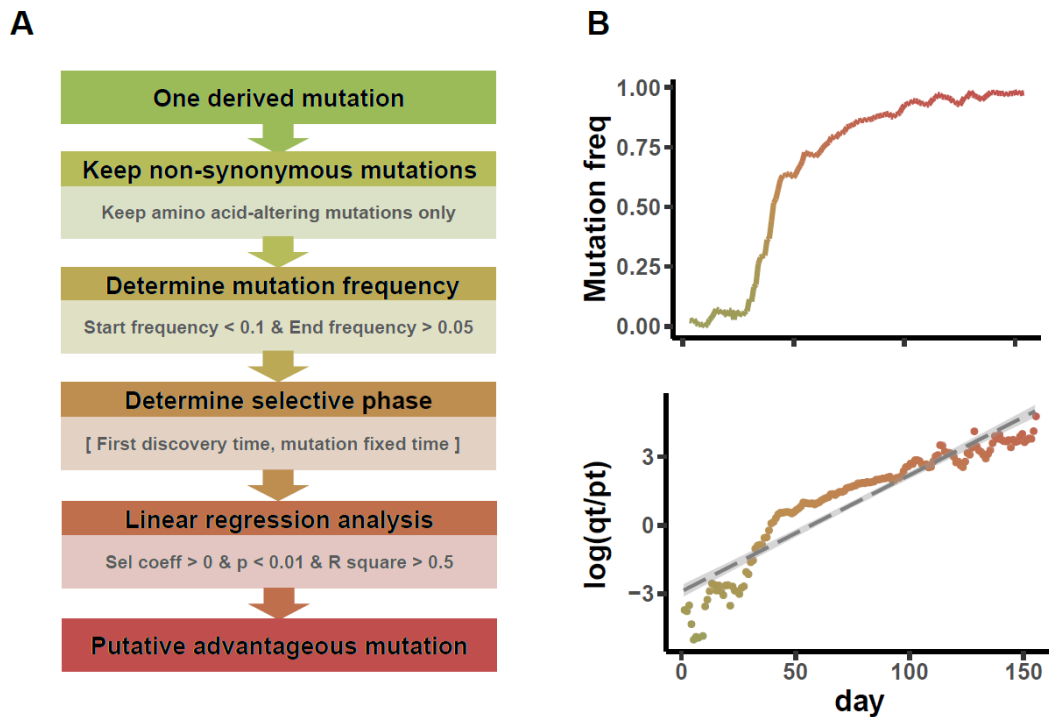 A
One derived mutation
Keep non-synonymous mutations
Keep amino acid-altering mutations only
Determine mutation frequency
Start frequency < 0.1 & End frequency > 0.05
Determine selective phase
[ First discovery time, mutation fixed time ]
Linear regression analysis
Sel coeff > 0 & p < 0.01 & R square > 0.5
Putative advantageous mutation
B
Mutation freq
1.00
0.75
0.50
0.25
0.00
log(qt/pt)
3
0
−3
0 50 100 150
day